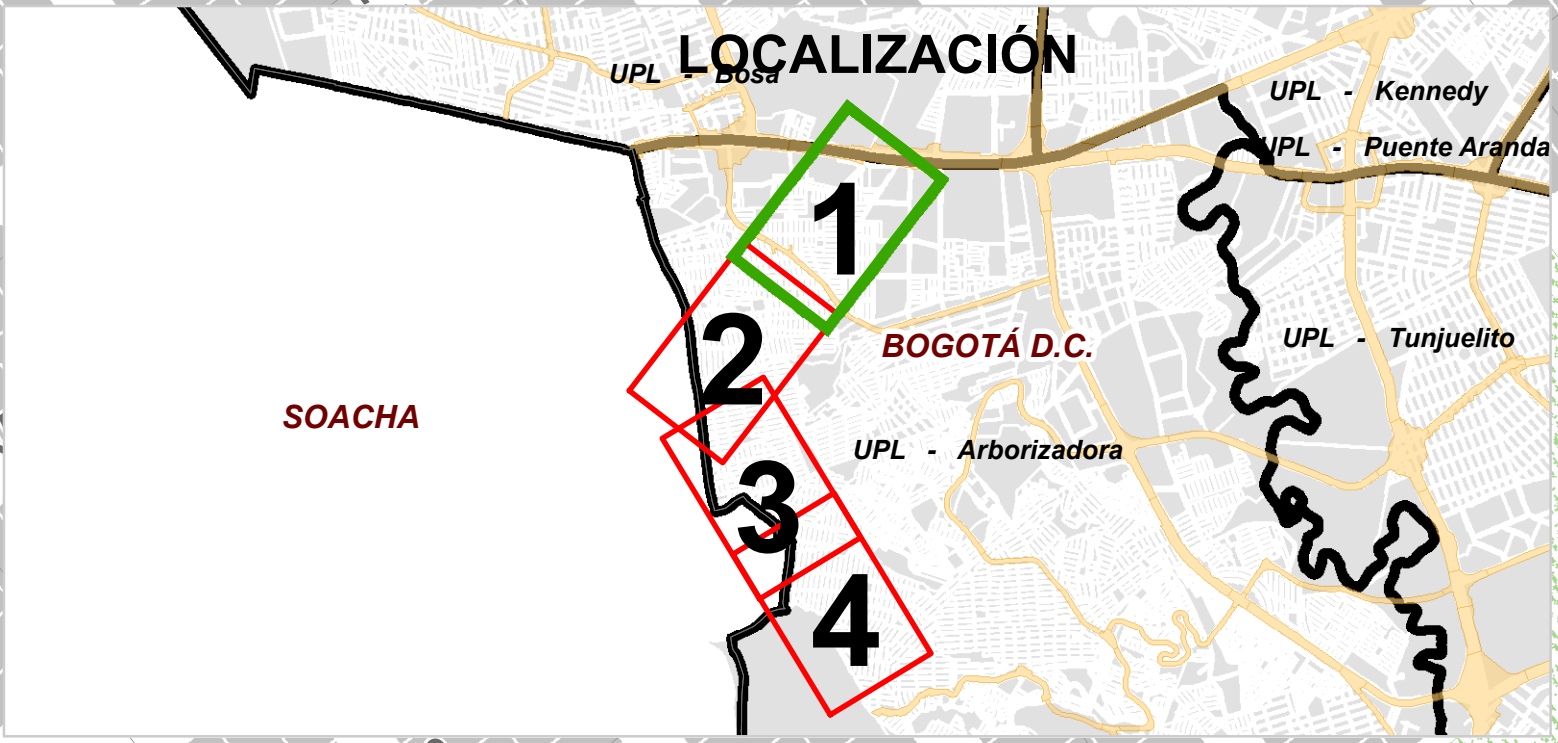 LOCALIZACIÓN
UPL - Bosa
UPL - Kennedy
UPL - Puente Aranda
1
2
BOGOTÁ D.C.
UPL - Tunjuelito
SOACHA
UPL - Arborizadora
3
4